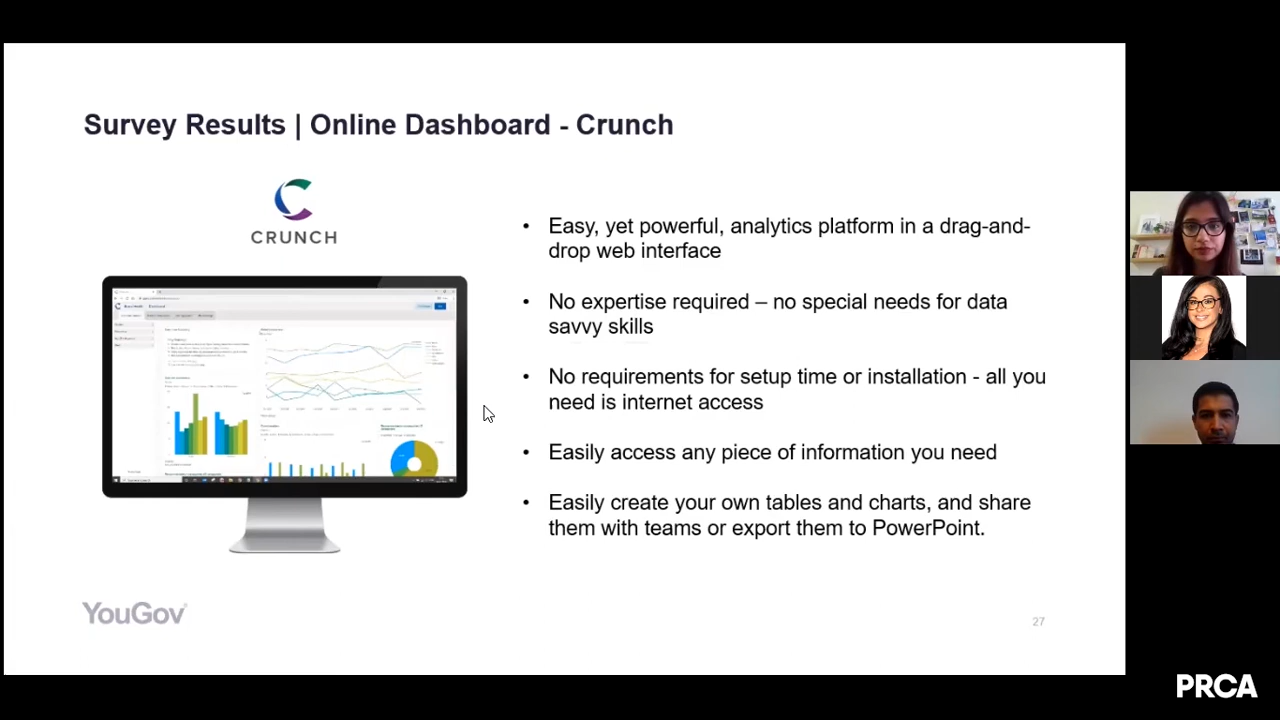 Survey Results | Online Dashboard - Crunch
CRUNCH
• Easy, yet powerful, analytics platform in a drag-and-
drop web interface
• No expertise required – no special needs for data
savvy skills
• No requirements for setup time or installation - all you
need is internet access
• Easily access any piece of information you need
• Easily create your own tables and charts, and share
them with teams or export them to PowerPoint.
YouGov
27
PRCA